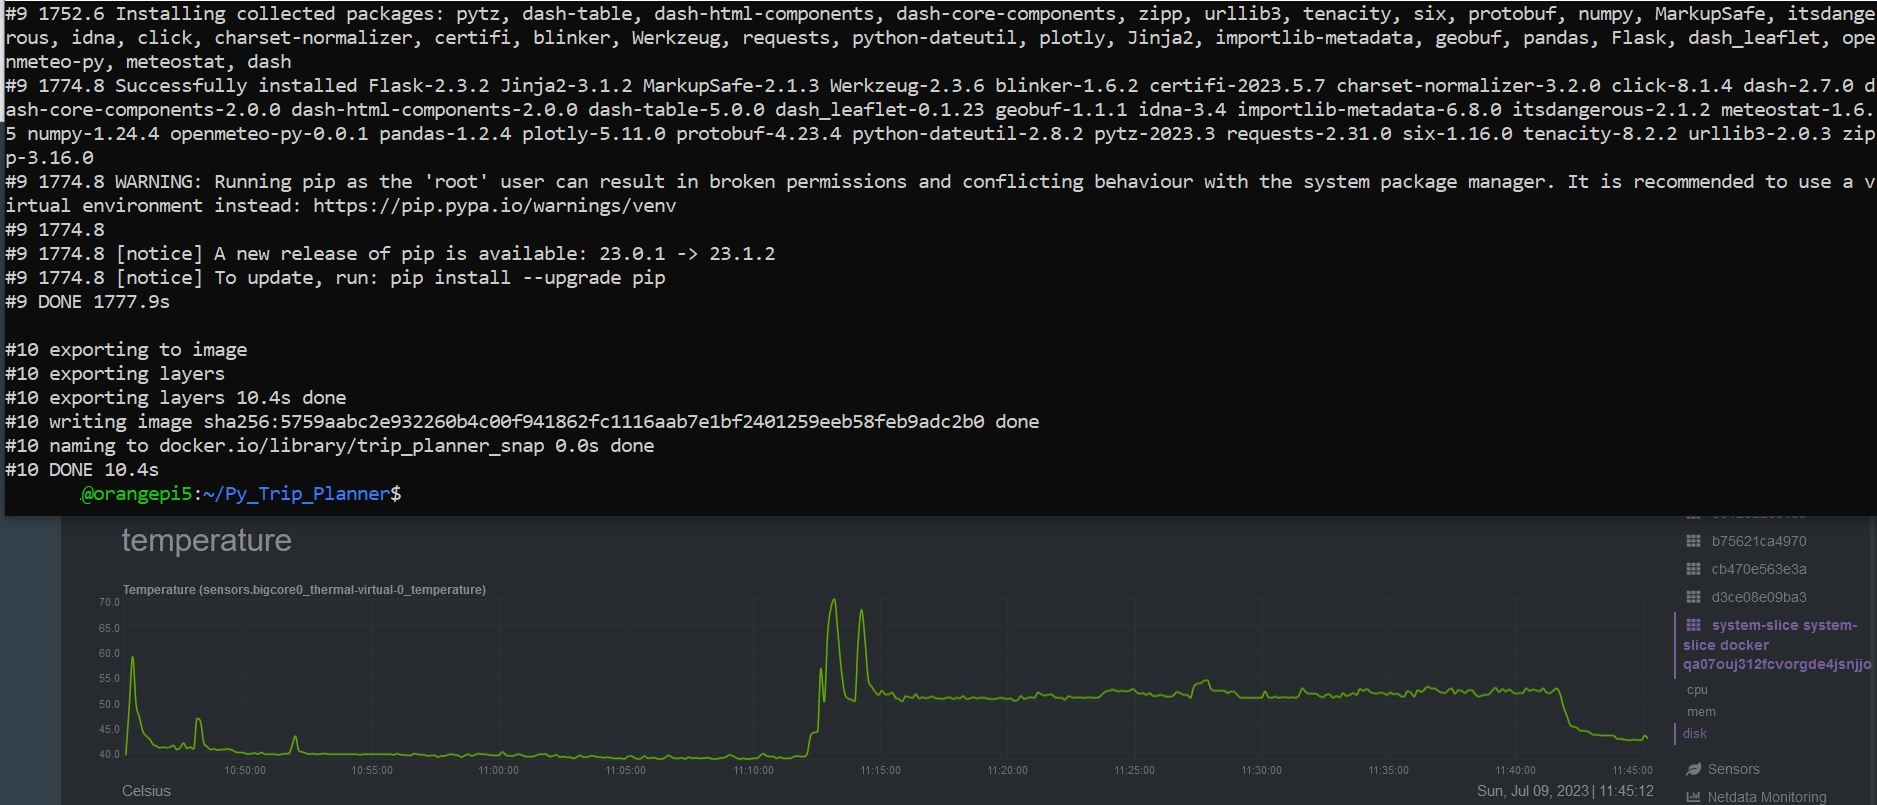 #9 1752.6 Installing collected packages: pytz, dash-table, dash-html-components, dash-core-components, zipp, urllib3, tenacity, six, protobuf, numpy, MarkupSafe, itsdange
rous, idna, click, charset-normalizer, certifi, blinker, Werkzeug, requests, python-dateutil, plotly, Jinja2, importlib-metadata, geobuf, pandas, Flask, dash_leaflet, ope
nmeteo-py, meteostat, dash
#9 1774.8 Successfully installed Flask-2.3.2 Jinja2-3.1.2 MarkupSafe-2.1.3 Werkzeug-2.3.6 blinker-1.6.2 certifi-2023.5.7 charset-normalizer-3.2.0 click-8.1.4 dash-2.7.0 d
ash-core-components-2.0.0 dash-html-components-2.0.0 dash-table-5.0.0 dash_leaflet-0.1.23 geobuf-1.1.1 idna-3.4 importlib-metadata-6.8.0 itsdangerous-2.1.2 meteostat-1.6.
5 numpy-1.24.4 openmeteo-py-0.0.1 pandas-1.2.4 plotly-5.11.0 protobuf-4.23.4 python-dateutil-2.8.2 pytz-2023.3 requests-2.31.0 six-1.16.0 tenacity-8.2.2 urllib3-2.0.3 zip
p-3.16.0
#9 1774.8 WARNING: Running pip as the 'root' user can result in broken permissions and conflicting behaviour with the system package manager. It is recommended to use a v
irtual environment instead: https://pip.pypa.io/warnings/venv
#9 1774.8
#9 1774.8 [notice] A new release of pip is available: 23.0.1 -> 23.1.2
#9 1774.8 [notice] To update, run: pip install --upgrade pip
#9 DONE 1777.9s
#10 exporting to image
#10 exporting layers
#10 exporting layers 10.4s done
#10 writing image sha256:5759aabc2e932260b4c00f941862fc1116aab7e1bf2401259eeb58feb9adc2b0 done
#10 naming to docker.io/library/trip_planner_snap 0.0s done
#10 DONE 10.4s
@orangepi5:~/Py_Trip_Planner$
temperature
Temperature (sensors.bigcore0_thermal-virtual-0_temperature)
70.0
65.0
60.0
55.0
50.0
45.0
40.0
10:50:00 10:55:00 11:00:00 11:05:00 11:10:00 11:15:00 11:20:00 11:25:00 11:30:00 11:35:00 11:40:00 11:45:00
Celsius
Sun, Jul 09, 2023 | 11:45:12
b75621ca4970
cb470e563e3a
d3ce08e09ba3
system-slice system-
slice docker
qa07ouj312fcvorgde4jsnjjo
cpu
mem
disk
Sensors
Netdata Monitoring